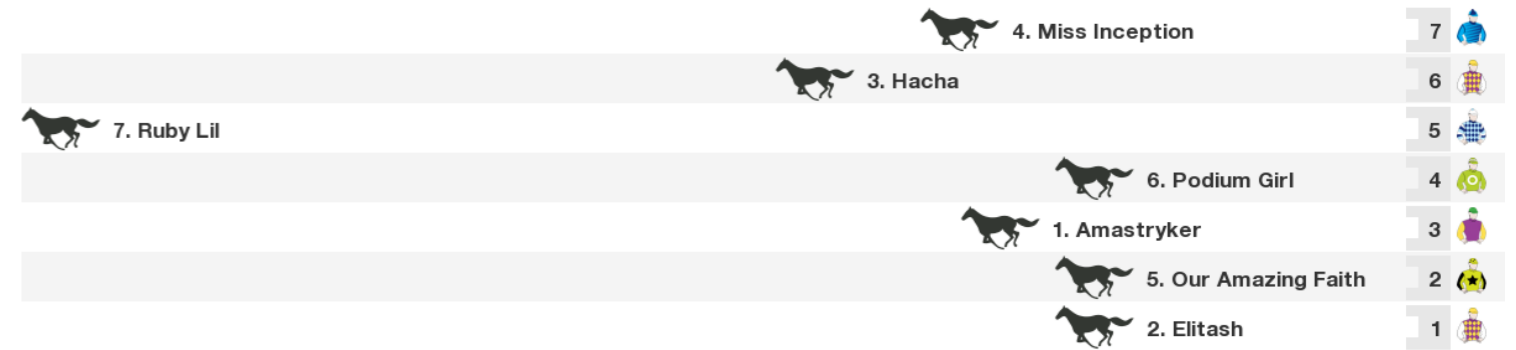 4. Miss Inception 7
3. Hacha 6
7. Ruby Lil 5
6. Podium Girl 4
1. Amastryker 3
5. Our Amazing Faith 2
2. Elitash 1